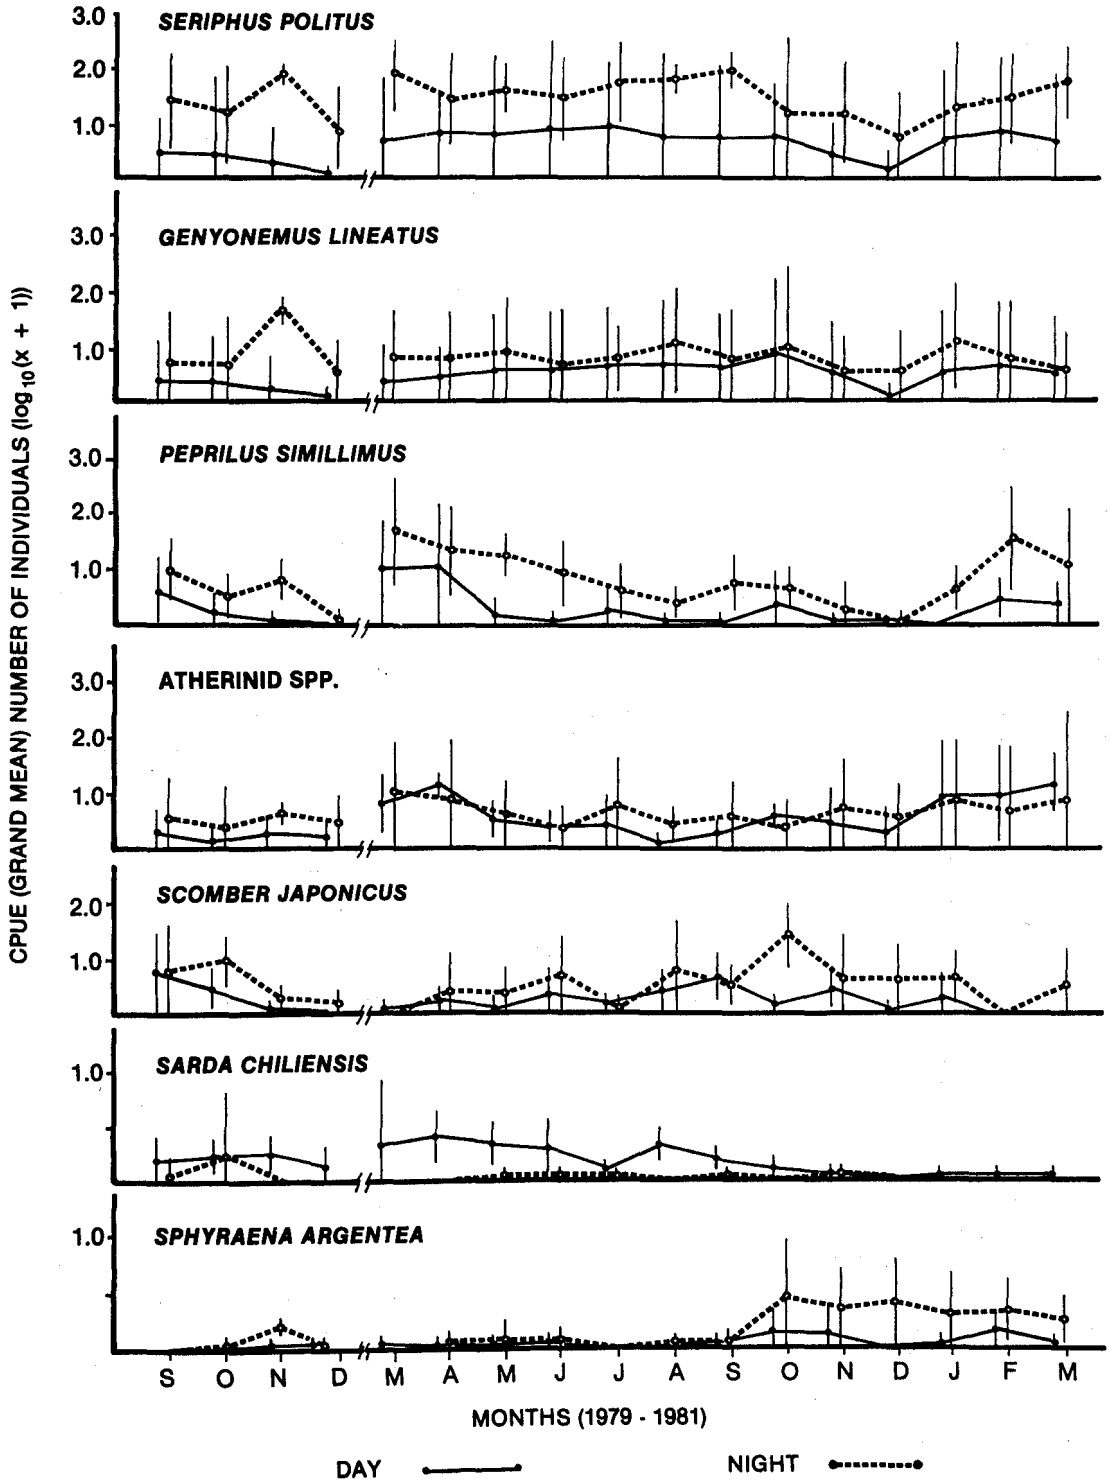 SERIPHUS POLITUS
3.0
2.0
1.0
GENYONEMUS LINEATUS
3.0
2.0
1.0
PEPRILUS SIMILLIMUS
3.0
2.0
1.0
ATHERINID SPP.
3.0
2.0
1.0
SCOMBER JAPONICUS
2.0
1.0
SARDA CHILIENSIS
1.0
SPHYRAENA ARGENTEA
1.0
CPUE (GRAND MEAN) NUMBER OF INDIVIDUALS (log10(x + 1))
S O N D M A M J J A S O N D J F M
MONTHS (1979 - 1981)
DAY NIGHT